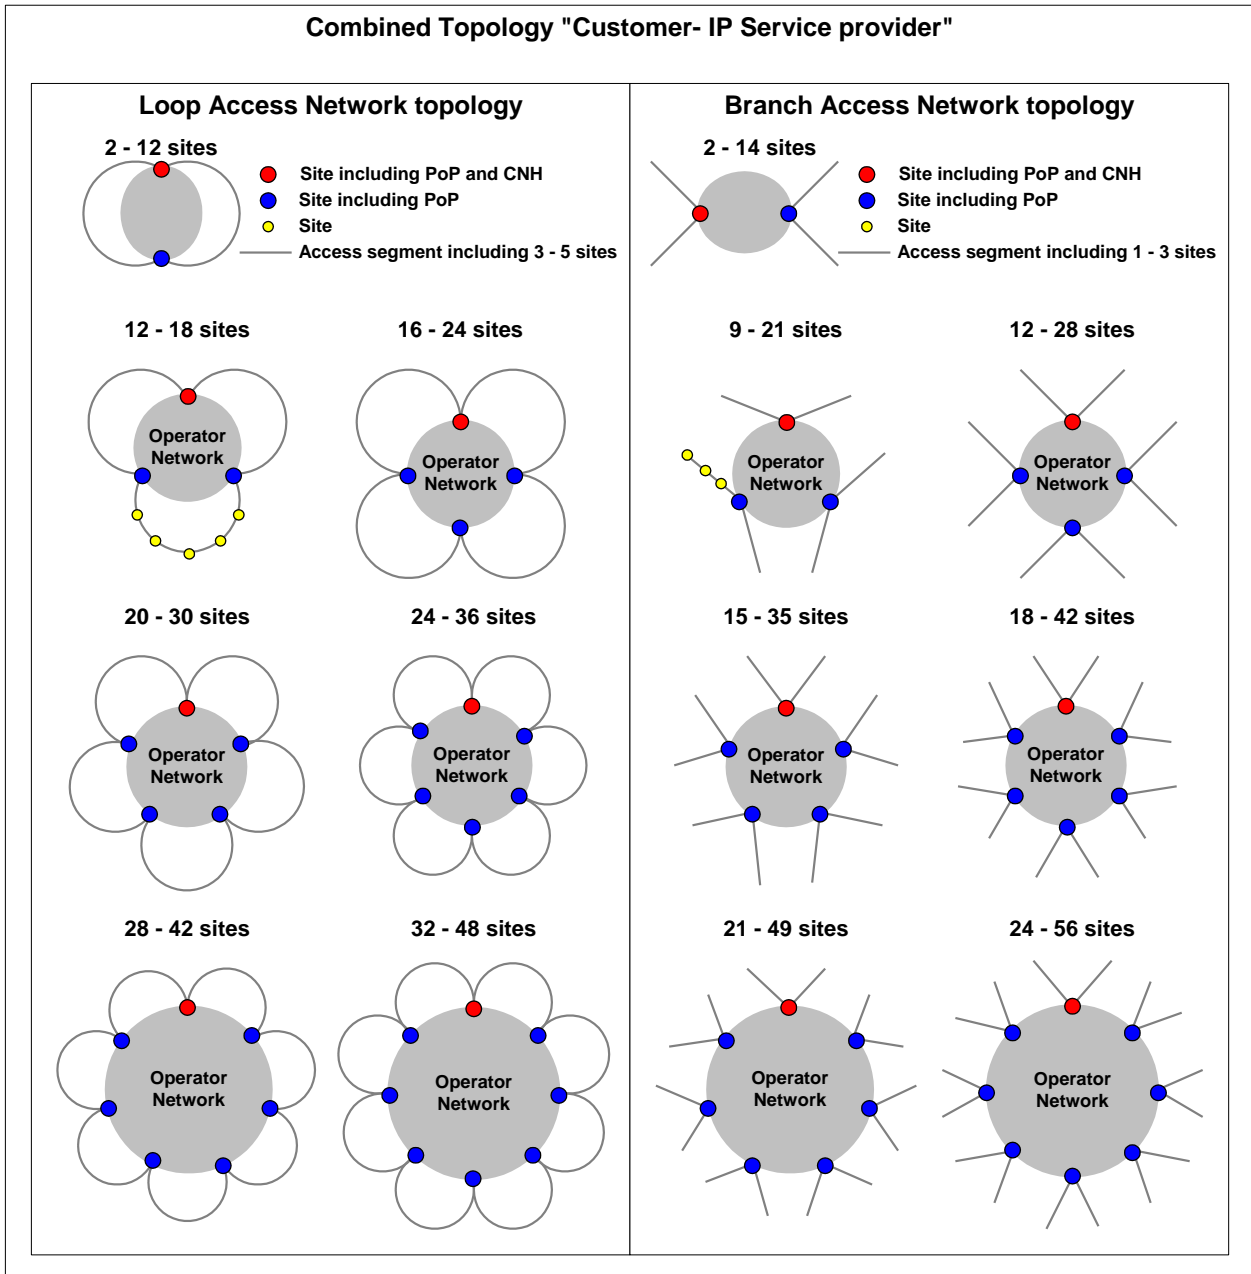 Combined Topology "Customer- IP Service provider"
Loop Access Network topology
2 - 12 sites
Site including PoP and CNH
Site including PoP
Site
Access segment including 3 - 5 sites
12 - 18 sites
Operator
Network
16 - 24 sites
Operator
Network
20 - 30 sites
Operator
Network
24 - 36 sites
Operator
Network
28 - 42 sites
Operator
Network
32 - 48 sites
Operator
Network
Branch Access Network topology
2 - 14 sites
Site including PoP and CNH
Site including PoP
Site
Access segment including 1 - 3 sites
9 - 21 sites
Operator
Network
12 - 28 sites
Operator
Network
15 - 35 sites
Operator
Network
18 - 42 sites
Operator
Network
21 - 49 sites
Operator
Network
24 - 56 sites
Operator
Network